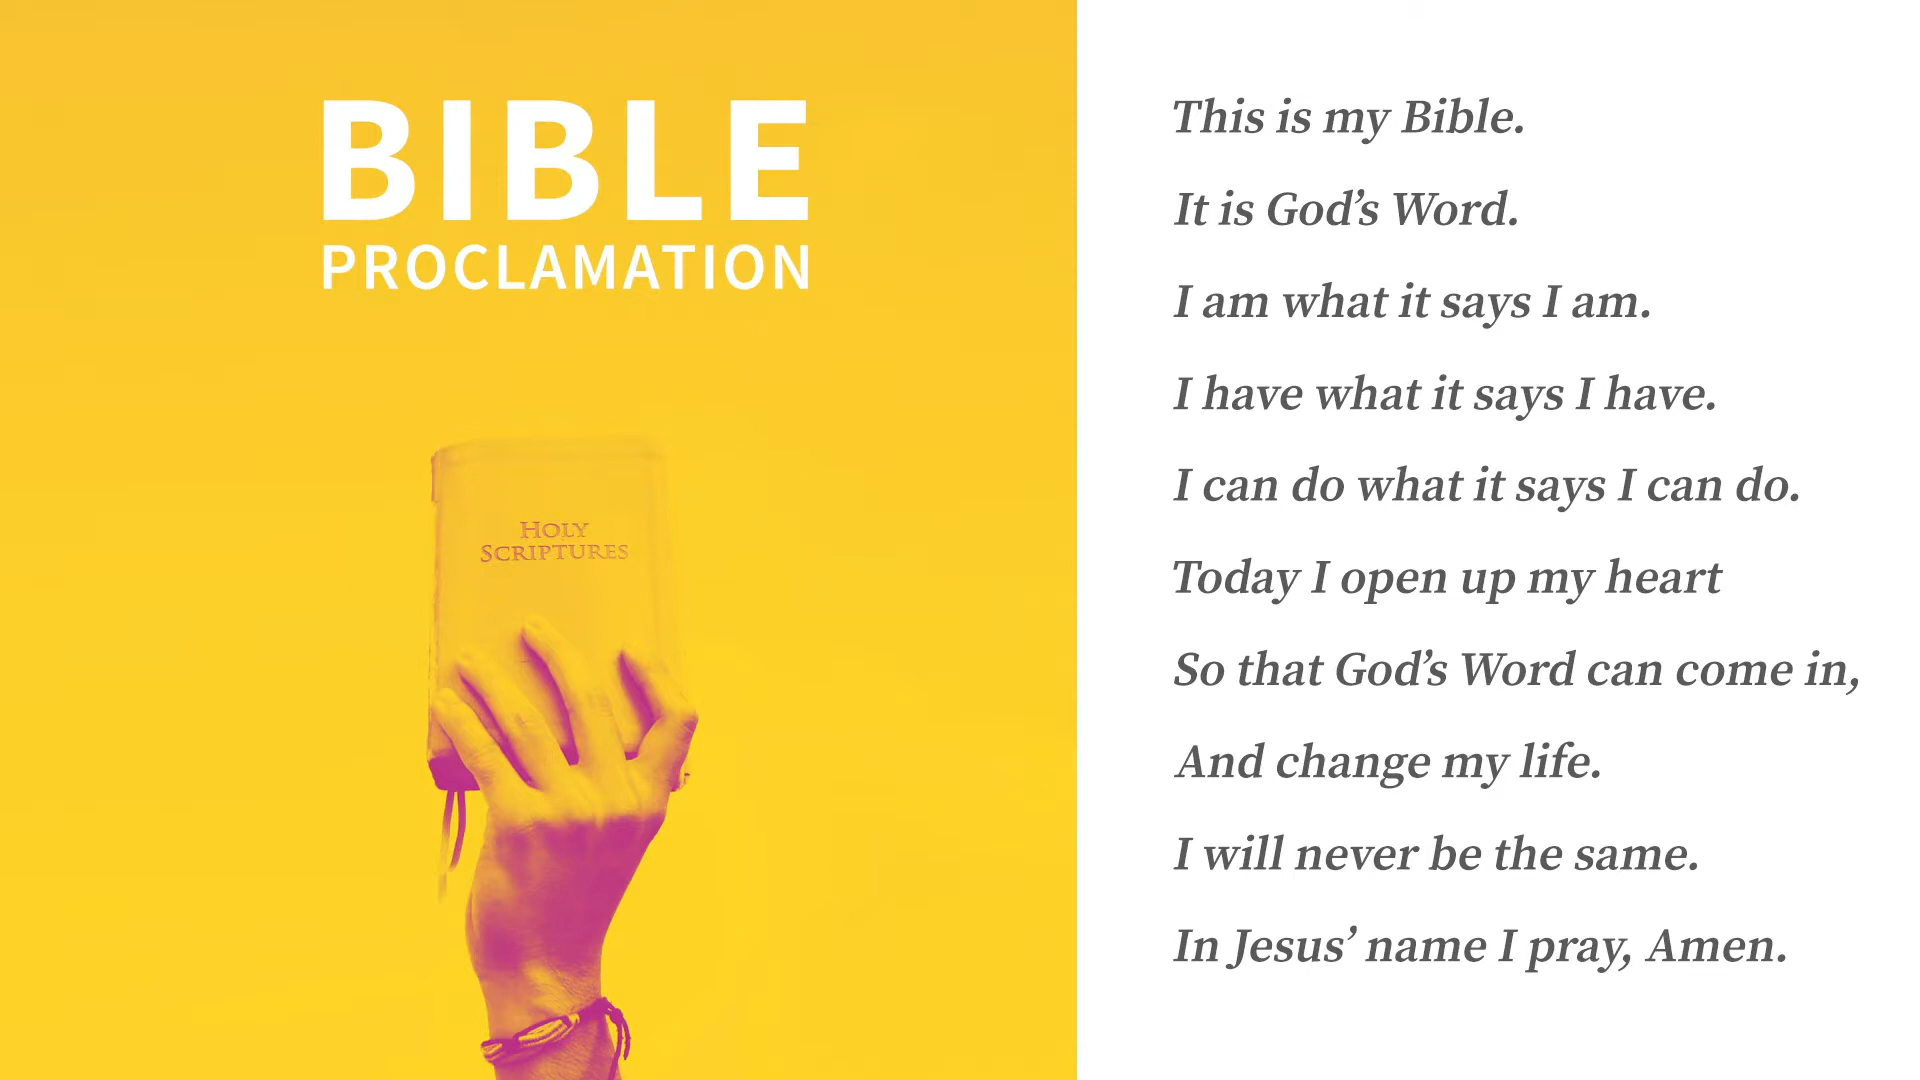 BIBLE
PROCLAMATION
HOLY
SCRIPTURES
This is my Bible.
It is God’s Word.
I am what it says I am.
I have what it says I have.
I can do what it says I can do.
Today I open up my heart
So that God’s Word can come in,
And change my life.
I will never be the same.
In Jesus’ name I pray, Amen.